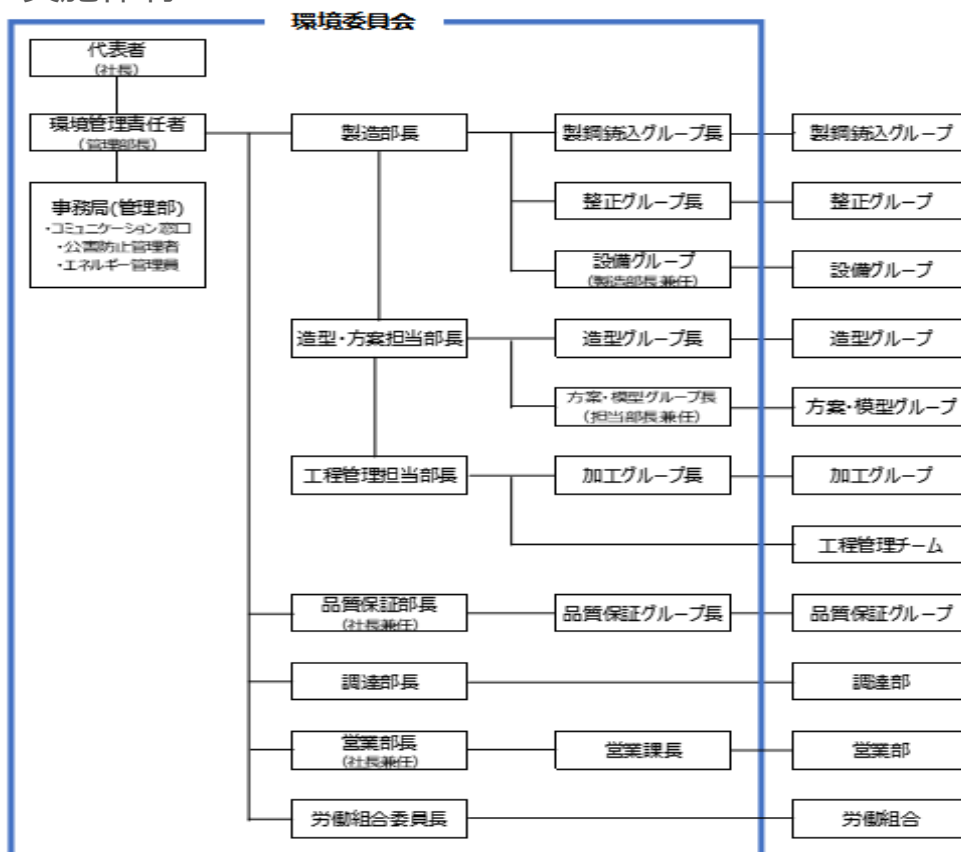 環境委員会
代表者
(社長)
環境管理責任者
(管理部長)
製造部長
製鋼鋳込グループ長
製鋼鋳込グループ
事務局(管理部)
・コミュニケーション窓口
・公害防止管理者
・エネルギー管理員
整正グループ長
整正グループ
設備グループ
(製造部長兼任)
設備グループ
造型・方案担当部長
造型グループ長
造型グループ
方案・模型グループ長
(担当部長兼任)
方案・模型グループ
工程管理担当部長
加工グループ長
加工グループ
工程管理チーム
品質保証部長
(社長兼任)
品質保証グループ長
品質保証グループ
調達部長
調達部
営業部長
(社長兼任)
営業課長
営業部
労働組合委員長
労働組合